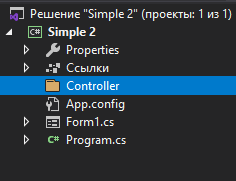 Решение "Simple 2" (проекты: 1 из 1)
C# Simple 2
Properties
Ссылки
Controller
App.config
Form1.cs
C# Program.cs